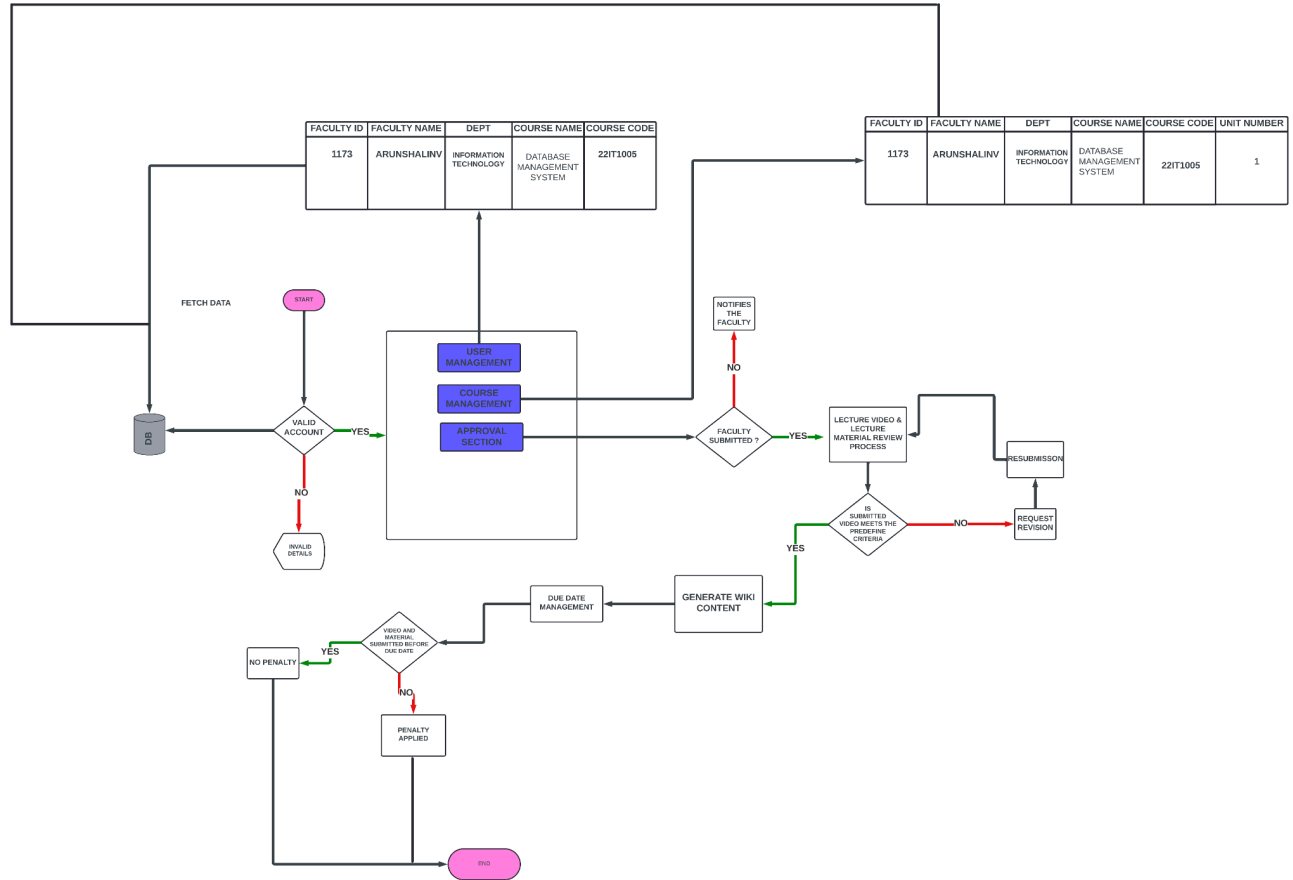 FACULTY ID FACULTY NAME DEPT COURSE NAME COURSE CODE
1173 ARUNSHALINV INFORMATION TECHNOLOGY DATABASE MANAGEMENT SYSTEM 22IT1005
FACULTY ID FACULTY NAME DEPT COURSE NAME COURSE CODE UNIT NUMBER
1173 ARUNSHALINV INFORMATION TECHNOLOGY DATABASE MANAGEMENT SYSTEM 22IT1005 1
FETCH DATA
START
NOTIFIES
THE
FACULTY
USER
MANAGEMENT
NO
COURSE
MANAGEMENT
DB
VALID
ACCOUNT
YES
APPROVAL
SECTION
FACULTY
SUBMITTED ?
YES
LECTURE VIDEO &
LECTURE
MATERIAL REVIEW
PROCESS
RESUBMISSON
NO
INVALID
DETAILS
IS
SUBMITTED
VIDEO MEETS THE
PREDEFINE
CRITERIA
NO
REQUEST
REVISION
YES
GENERATE WIKI
CONTENT
DUE DATE
MANAGEMENT
VIDEO AND
MATERIAL
SUBMITTED BEFORE
DUE DATE
YES
NO PENALTY
NO
PENALTY
APPLIED
END